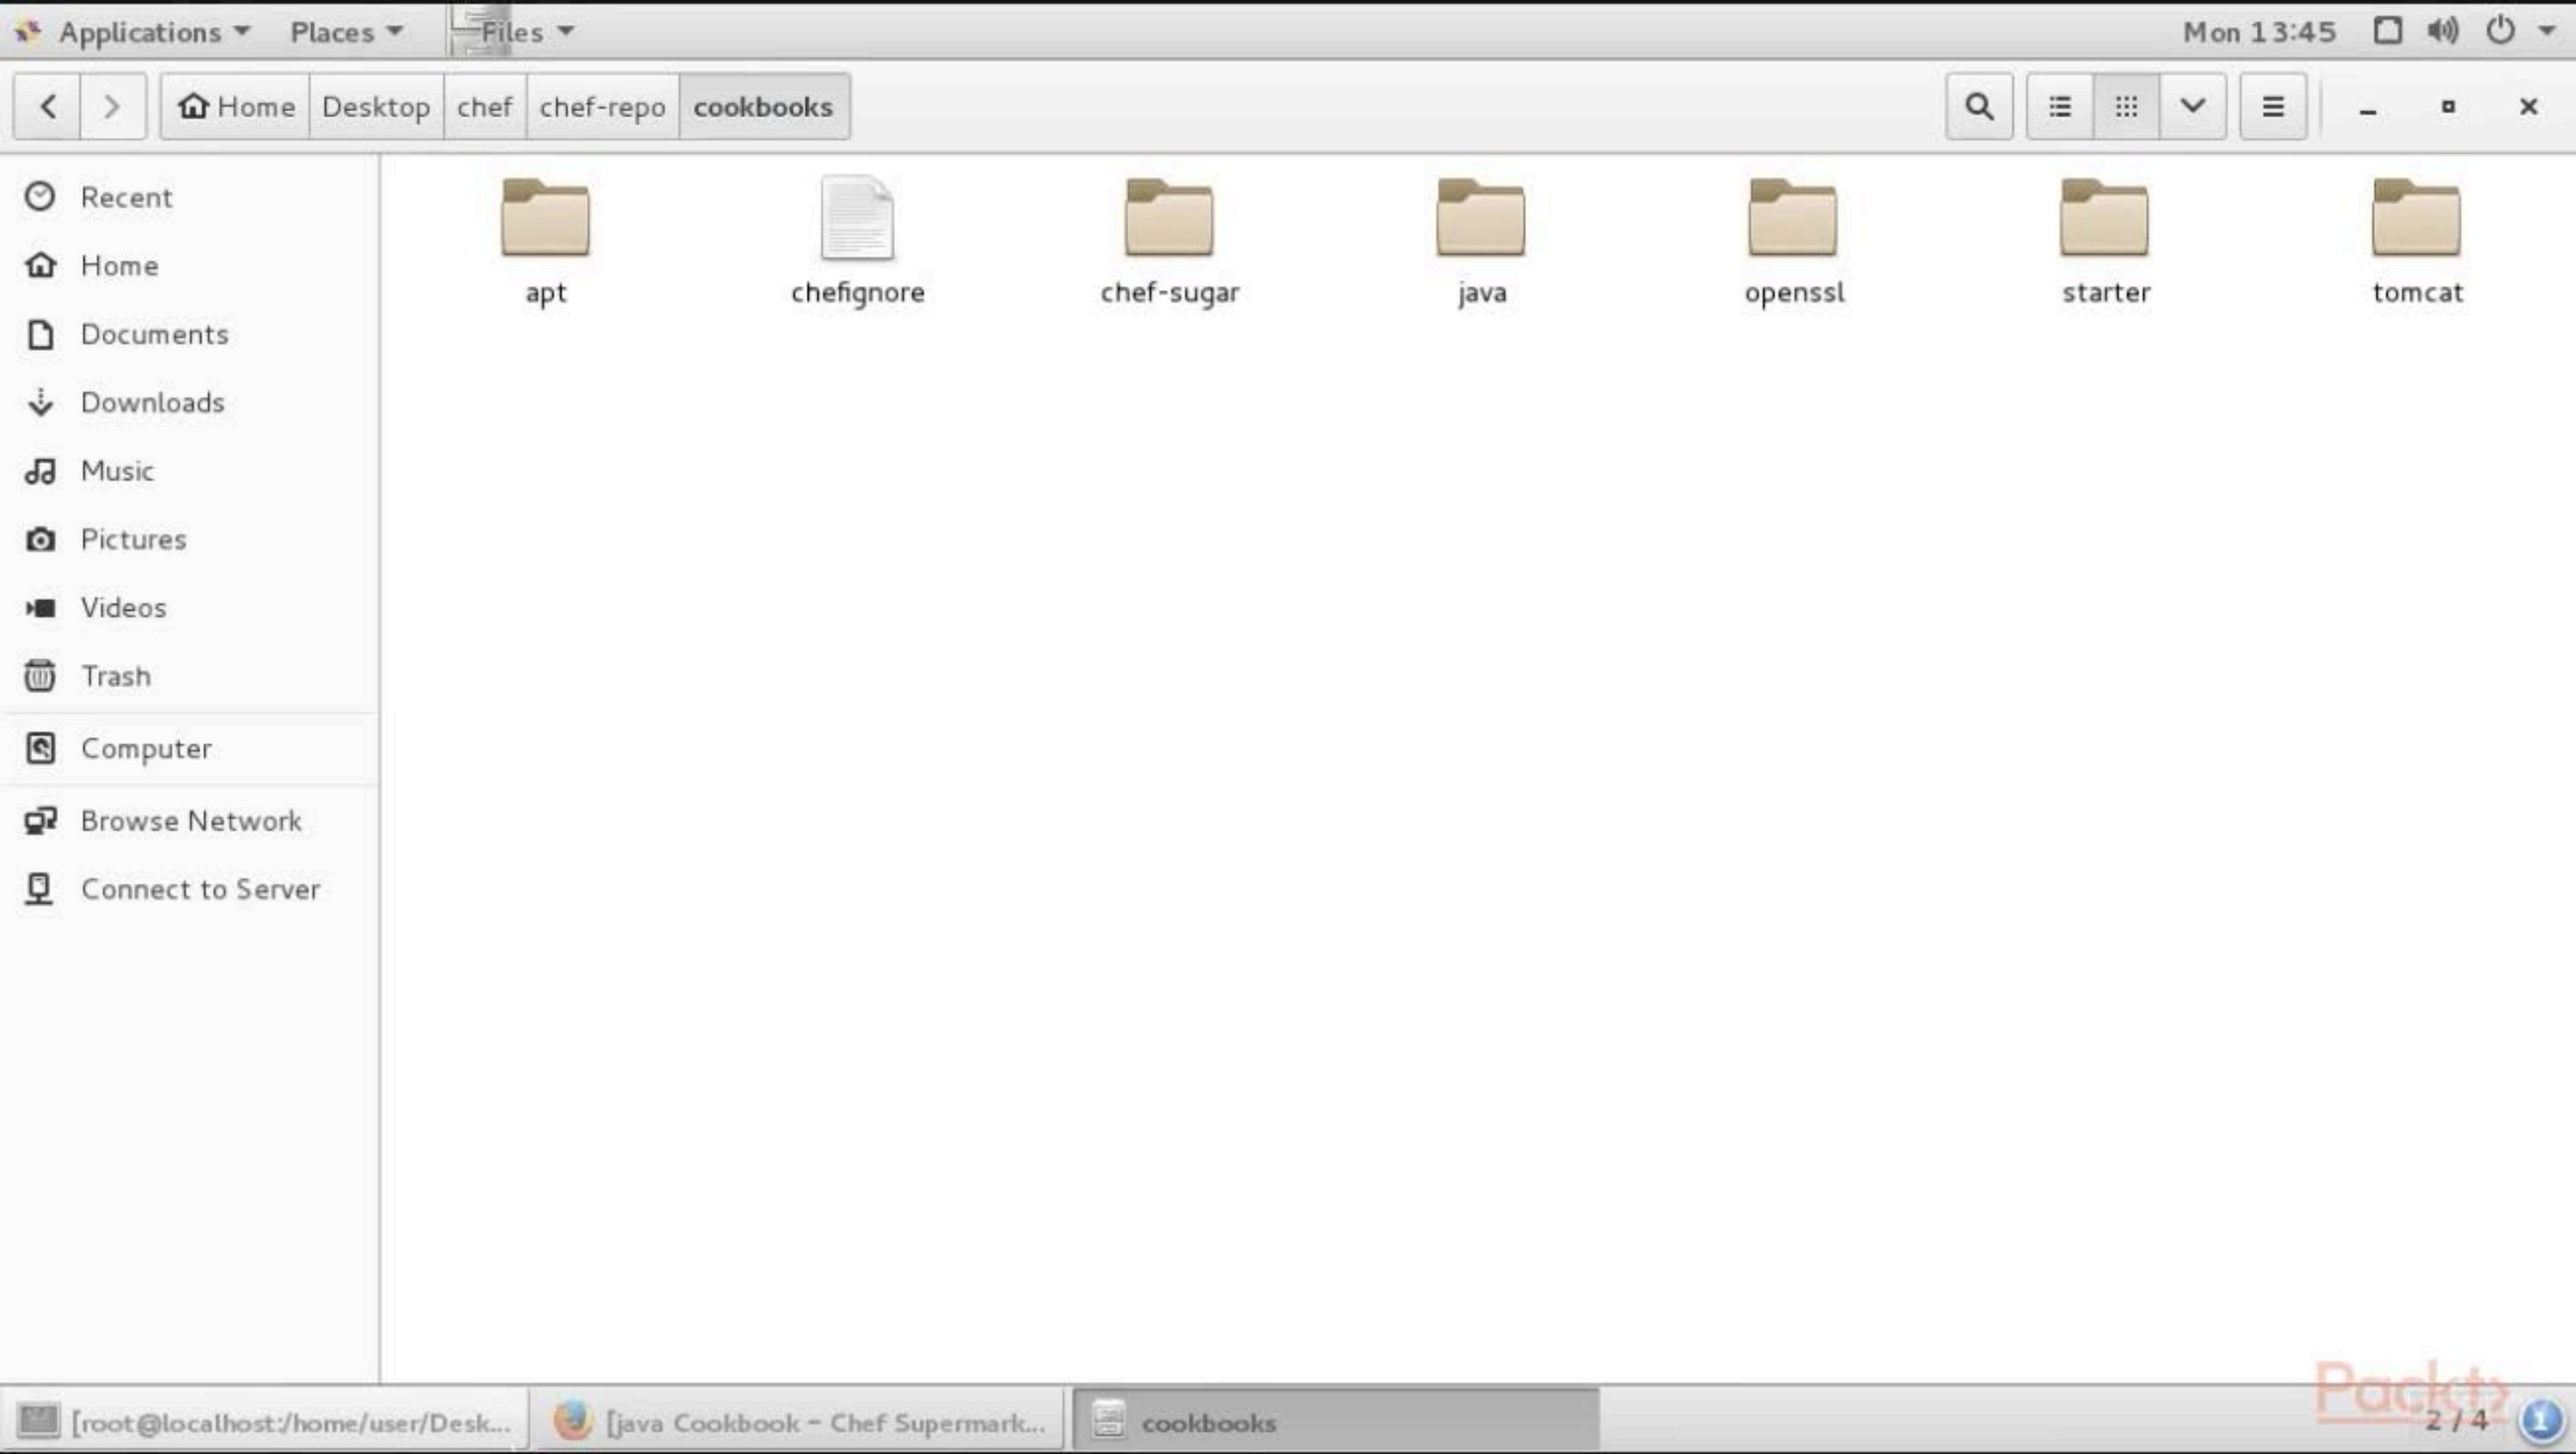 Applications Places Files Mon 13:45
Home Desktop chef chef-repo cookbooks
Recent
Home
Documents
Downloads
Music
Pictures
Videos
Trash
Computer
Browse Network
Connect to Server
apt chefignore chef-sugar java openssl starter tomcat
Packt>
[root@localhost:/home/user/Desk... [java Cookbook – Chef Supermark... cookbooks 2 / 4 1